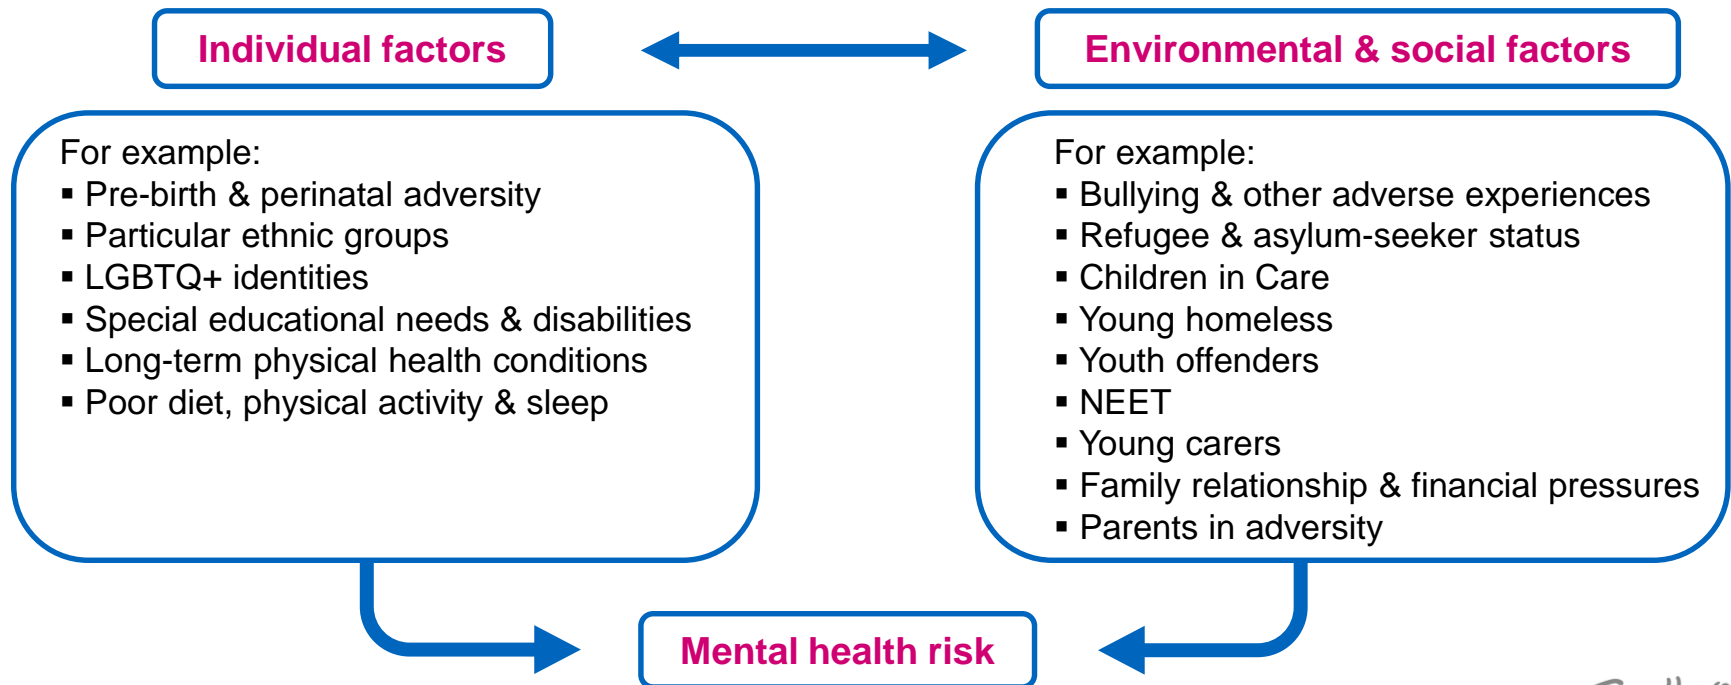 Individual factors
Environmental & social factors
For example:
▪ Pre-birth & perinatal adversity
▪ Particular ethnic groups
▪ LGBTQ+ identities
▪ Special educational needs & disabilities
▪ Long-term physical health conditions
▪ Poor diet, physical activity & sleep
For example:
▪ Bullying & other adverse experiences
▪ Refugee & asylum-seeker status
▪ Children in Care
▪ Young homeless
▪ Youth offenders
▪ NEET
▪ Young carers
▪ Family relationship & financial pressures
▪ Parents in adversity
Mental health risk